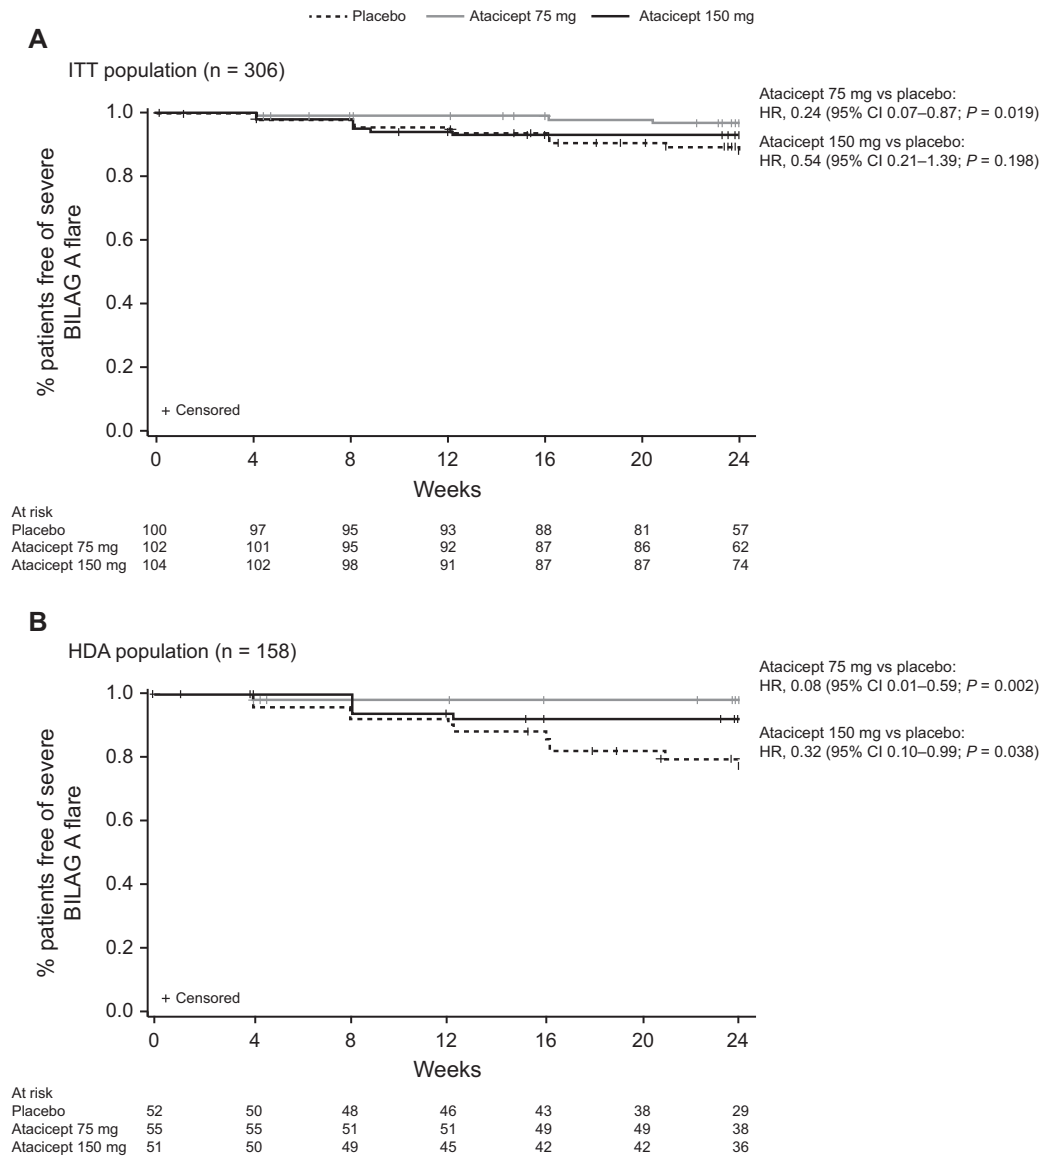 Placebo Atacicept 75 mg Atacicept 150 mg
A
ITT population (n = 306)
Atacicept 75 mg vs placebo:
HR, 0.24 (95% CI 0.07–0.87; P = 0.019)
Atacicept 150 mg vs placebo:
HR, 0.54 (95% CI 0.21–1.39; P = 0.198)
% patients free of severe
BILAG A flare
1.0
0.8
0.6
0.4
0.2
0.0
+ Censored
0 4 8 12 16 20 24
Weeks
At risk
Placebo 100 97 95 93 88 81 57
Atacicept 75 mg 102 101 95 92 87 86 62
Atacicept 150 mg 104 102 98 91 87 87 74
B
HDA population (n = 158)
Atacicept 75 mg vs placebo:
HR, 0.08 (95% CI 0.01–0.59; P = 0.002)
Atacicept 150 mg vs placebo:
HR, 0.32 (95% CI 0.10–0.99; P = 0.038)
% patients free of severe
BILAG A flare
1.0
0.8
0.6
0.4
0.2
0.0
+ Censored
0 4 8 12 16 20 24
Weeks
At risk
Placebo 52 50 48 46 43 38 29
Atacicept 75 mg 55 55 51 51 49 49 38
Atacicept 150 mg 51 50 49 45 42 42 36